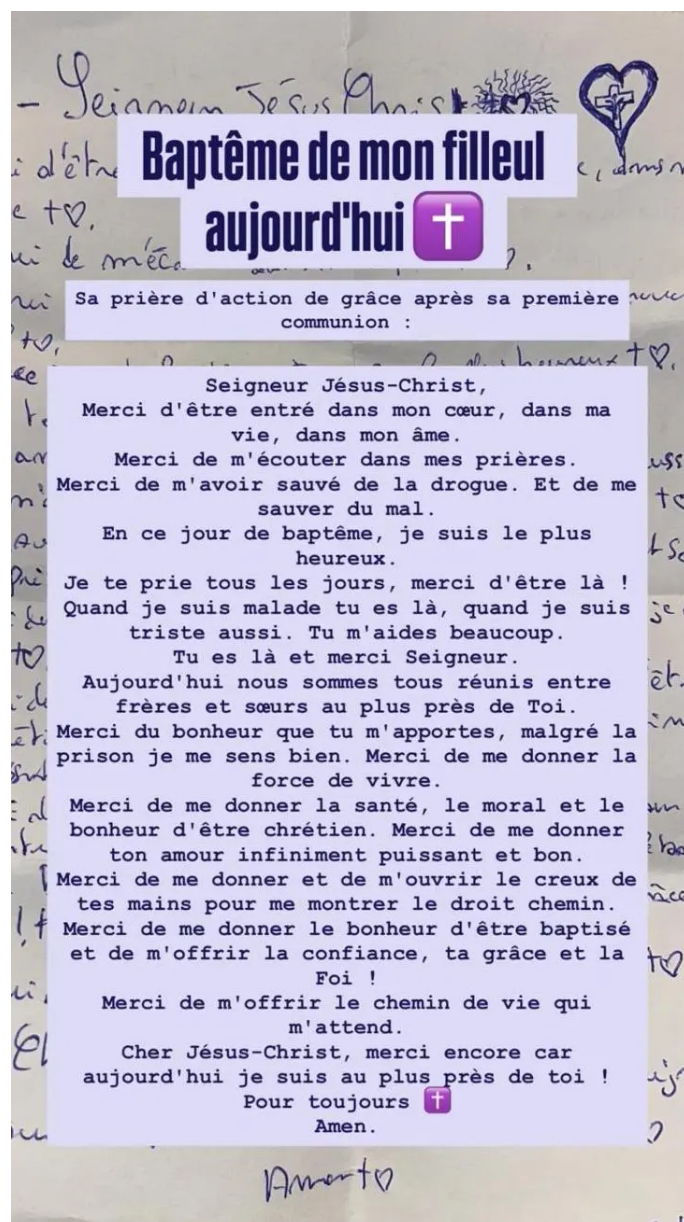 - Seigneur Jésus Christ
Baptême de mon filleul
aujourd'hui ✝️
d'être
de
Sa prière d'action de grâce après sa première
communion :
heureux
Seigneur Jésus-Christ,
Merci d'être entré dans mon cœur, dans ma
vie, dans mon âme.
Merci de m'écouter dans mes prières.
Merci de m'avoir sauvé de la drogue. Et de me
sauver du mal.
En ce jour de baptême, je suis le plus
heureux.
Je te prie tous les jours, merci d'être là !
Quand je suis malade tu es là, quand je suis
triste aussi. Tu m'aides beaucoup.
Tu es là et merci Seigneur.
Aujourd'hui nous sommes tous réunis entre
frères et sœurs au plus près de Toi.
Merci du bonheur que tu m'apportes, malgré la
prison je me sens bien. Merci de me donner la
force de vivre.
Merci de me donner la santé, le moral et le
bonheur d'être chrétien. Merci de me donner
ton amour infiniment puissant et bon.
Merci de me donner et de m'ouvrir le creux de
tes mains pour me montrer le droit chemin.
Merci de me donner le bonheur d'être baptisé
et de m'offrir la confiance, ta grâce et la
Foi !
Merci de m'offrir le chemin de vie qui
m'attend.
Cher Jésus-Christ, merci encore car
aujourd'hui je suis au plus près de toi !
Pour toujours ✝️
Amen.
Amen